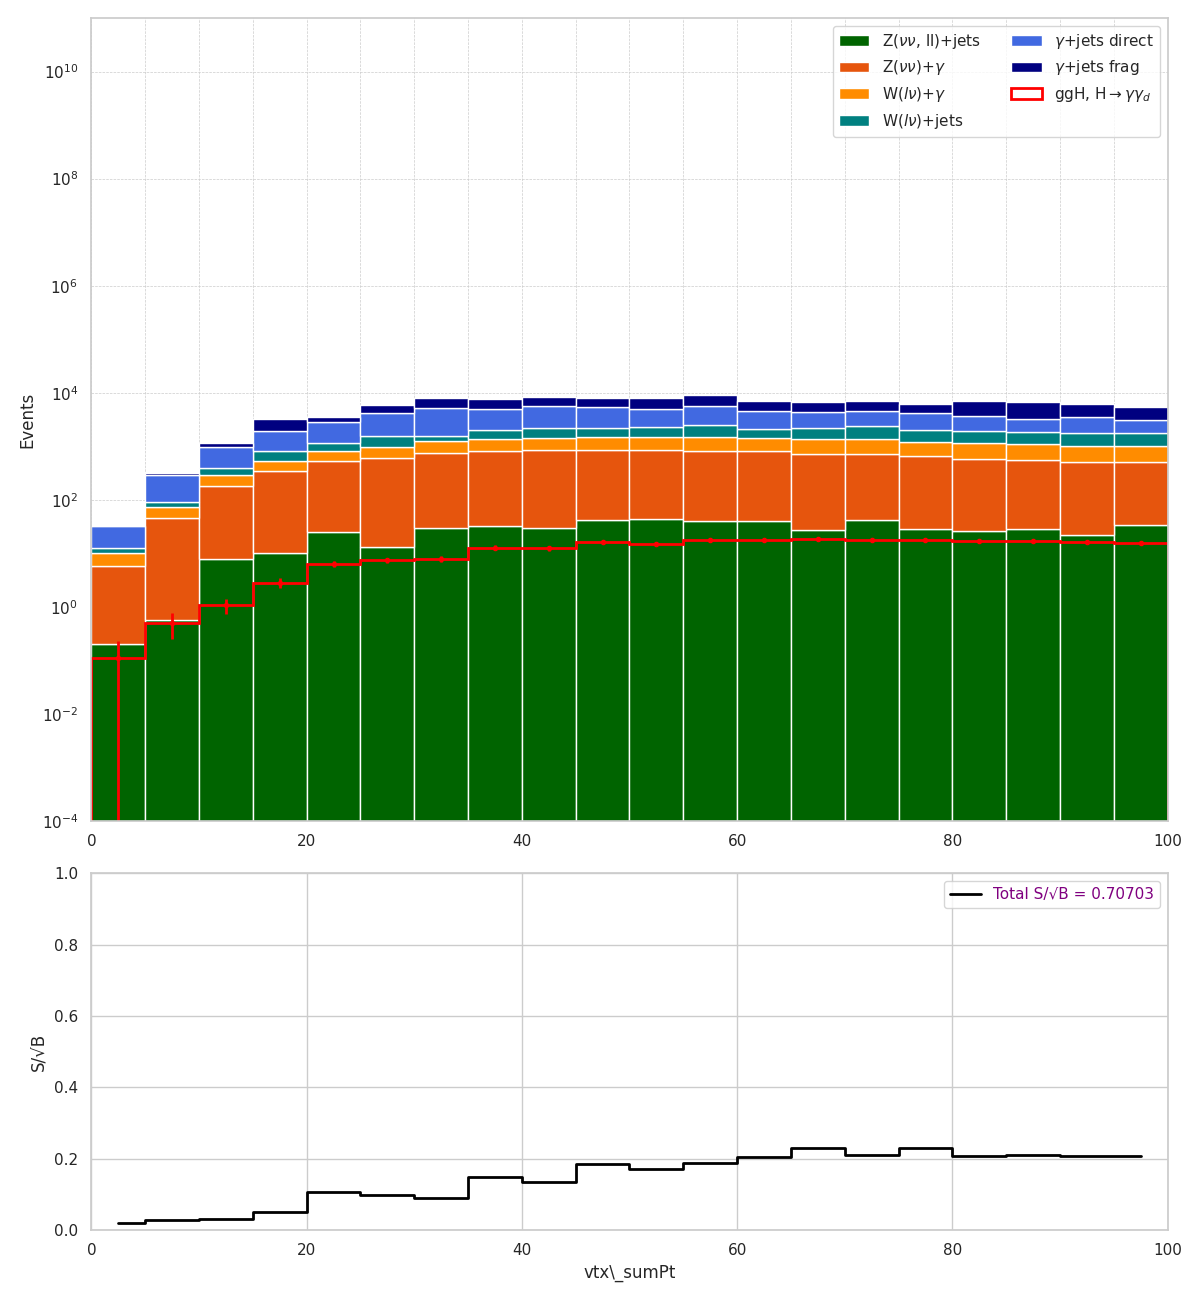 Z(νν, ll)+jets
Z(νν)+γ
W(lν)+γ
W(lν)+jets
γ+jets direct
γ+jets frag
ggH, H→γγ_d
Events
10^10
10^8
10^6
10^4
10^2
10^0
10^−2
10^−4
0 20 40 60 80 100
Total S/√B = 0.70703
S/√B
1.0
0.8
0.6
0.4
0.2
0.0
0 20 40 60 80 100
vtx\_sumPt